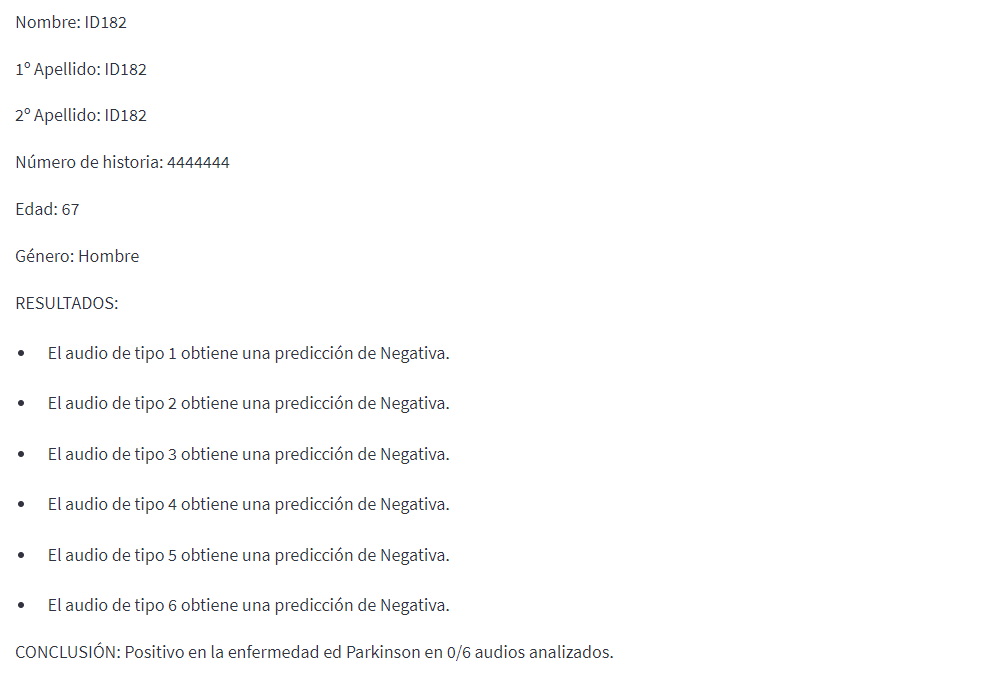 Nombre: ID182
1º Apellido: ID182
2º Apellido: ID182
Número de historia: 4444444
Edad: 67
Género: Hombre
RESULTADOS:
• El audio de tipo 1 obtiene una predicción de Negativa.
• El audio de tipo 2 obtiene una predicción de Negativa.
• El audio de tipo 3 obtiene una predicción de Negativa.
• El audio de tipo 4 obtiene una predicción de Negativa.
• El audio de tipo 5 obtiene una predicción de Negativa.
• El audio de tipo 6 obtiene una predicción de Negativa.
CONCLUSIÓN: Positivo en la enfermedad ed Parkinson en 0/6 audios analizados.